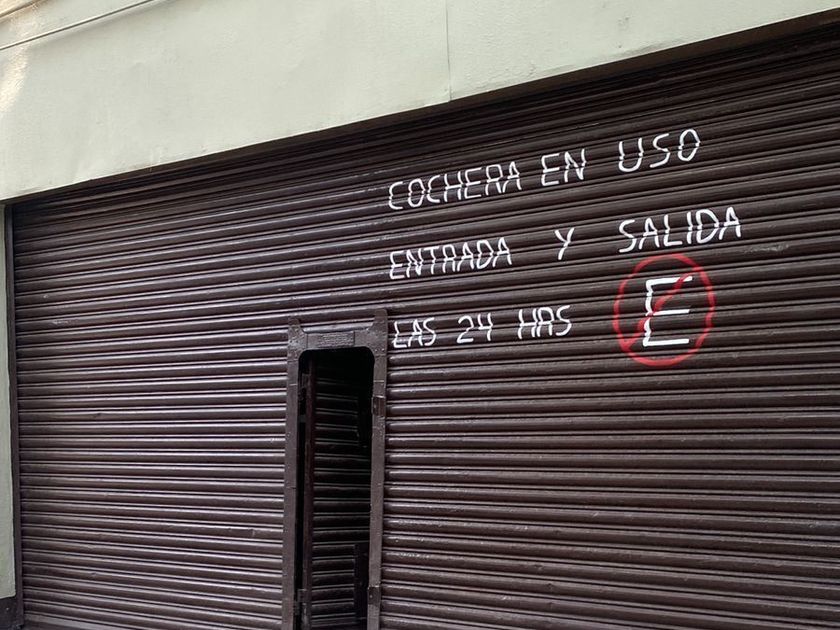 COCHERA EN USO
ENTRADA Y SALIDA
LAS 24 HRS E